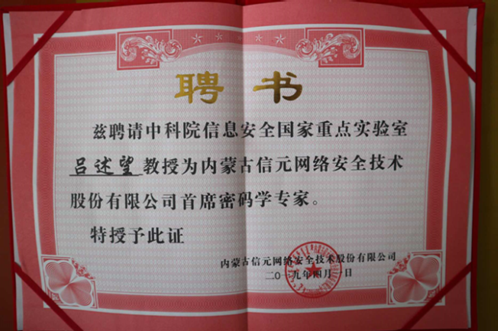 聘书
兹聘请中科院信息安全国家重点实验室
吕述望教授为内蒙古信元网络安全技术
股份有限公司首席密码学专家。
特授予此证
内蒙古信元网络安全技术股份有限公司
二〇一九年四月 日